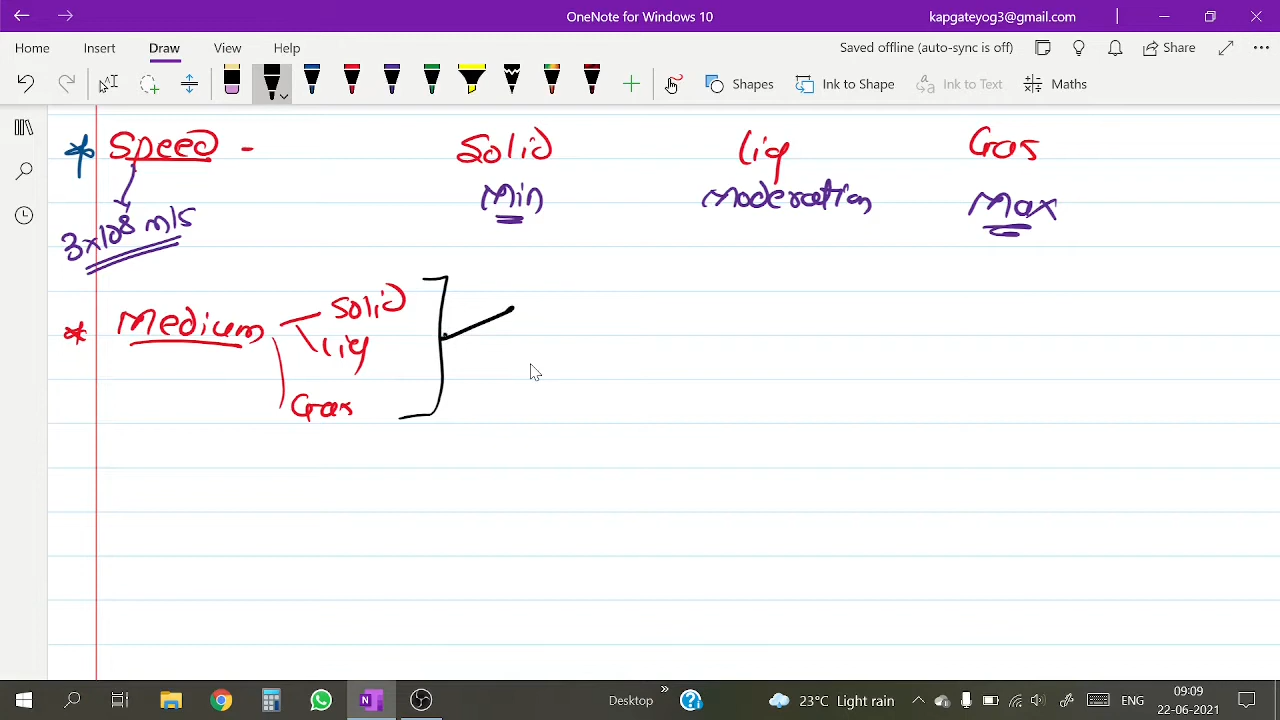 OneNote for Windows 10
kapgateyog3@gmail.com
Home Insert Draw View Help
Saved offline (auto-sync is off) Share
Shapes Ink to Shape Ink to Text Maths
* Speed - Solid Liq Gas
Min Moderation Max
3x108 m/s
* Medium Solid
Liq
Gas
Desktop 23°C Light rain ENG 09:09
22-06-2021